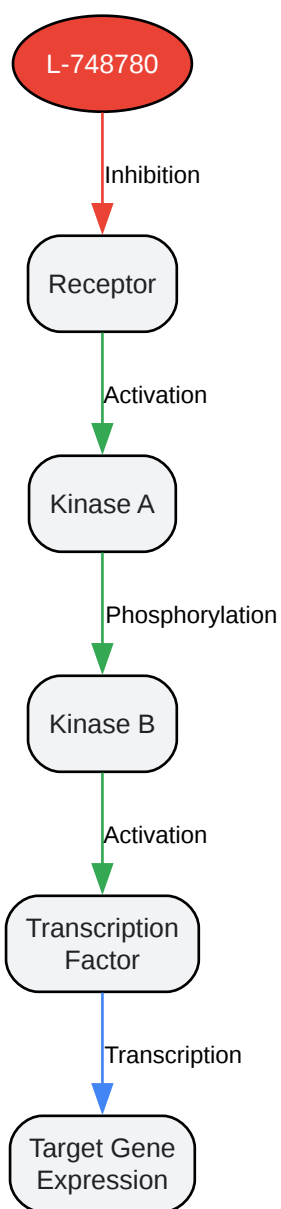 L-748780
Inhibition
Receptor
Activation
Kinase A
Phosphorylation
Kinase B
Activation
Transcription
Factor
Transcription
Target Gene
Expression